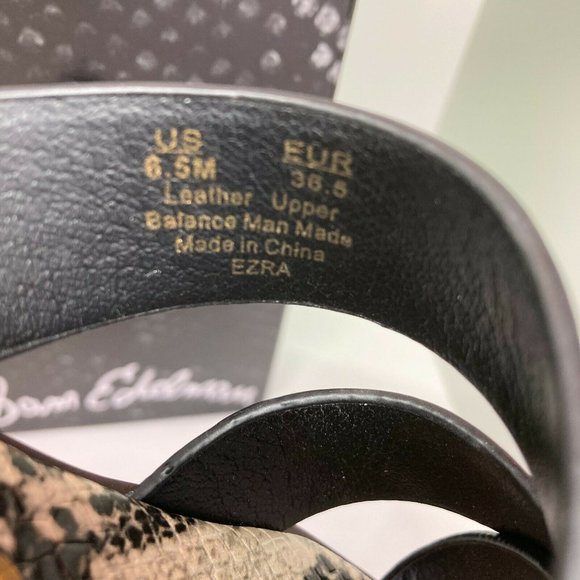 US EUR
6.5M 36.5
Leather Upper
Balance Man Made
Made in China
EZRA
Sam Edelman